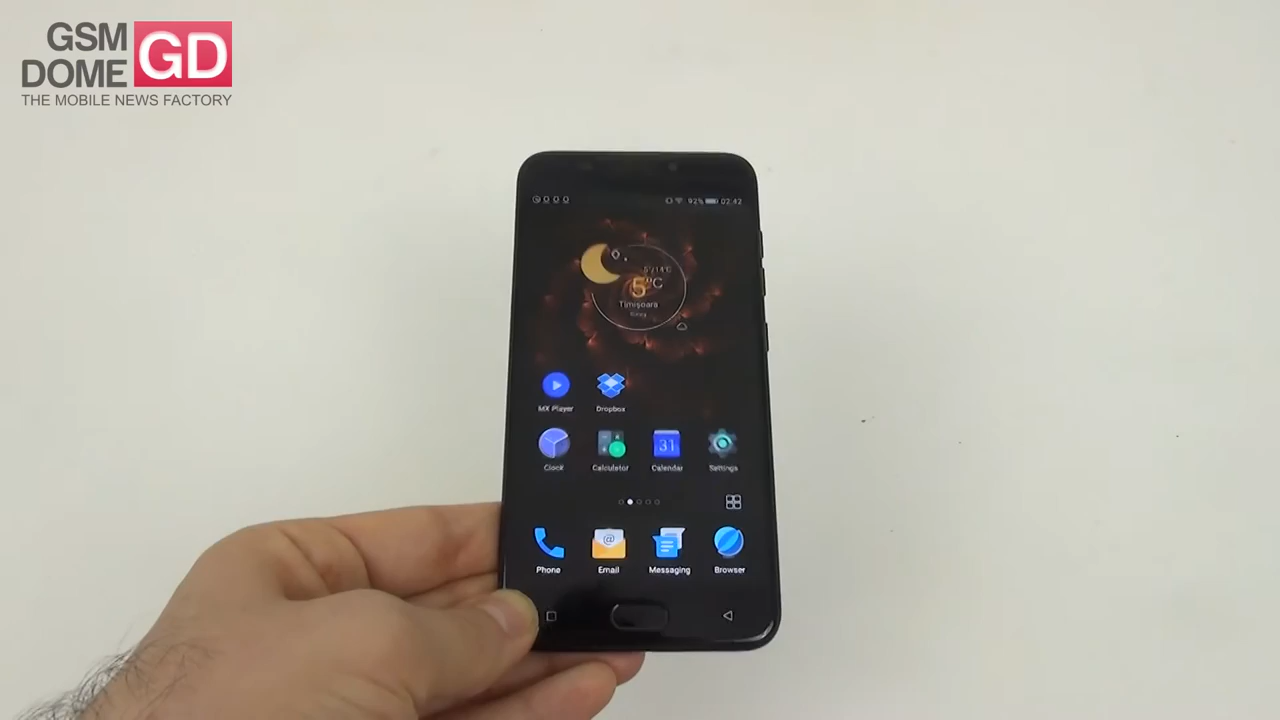 GSM
DOME
GD
THE MOBILE NEWS FACTORY
92%
02:42
5°C
Timişoara
MX Player
Dropbox
Clock
Calculator
31
Calendar
Settings
@
Phone
Email
Messaging
Browser